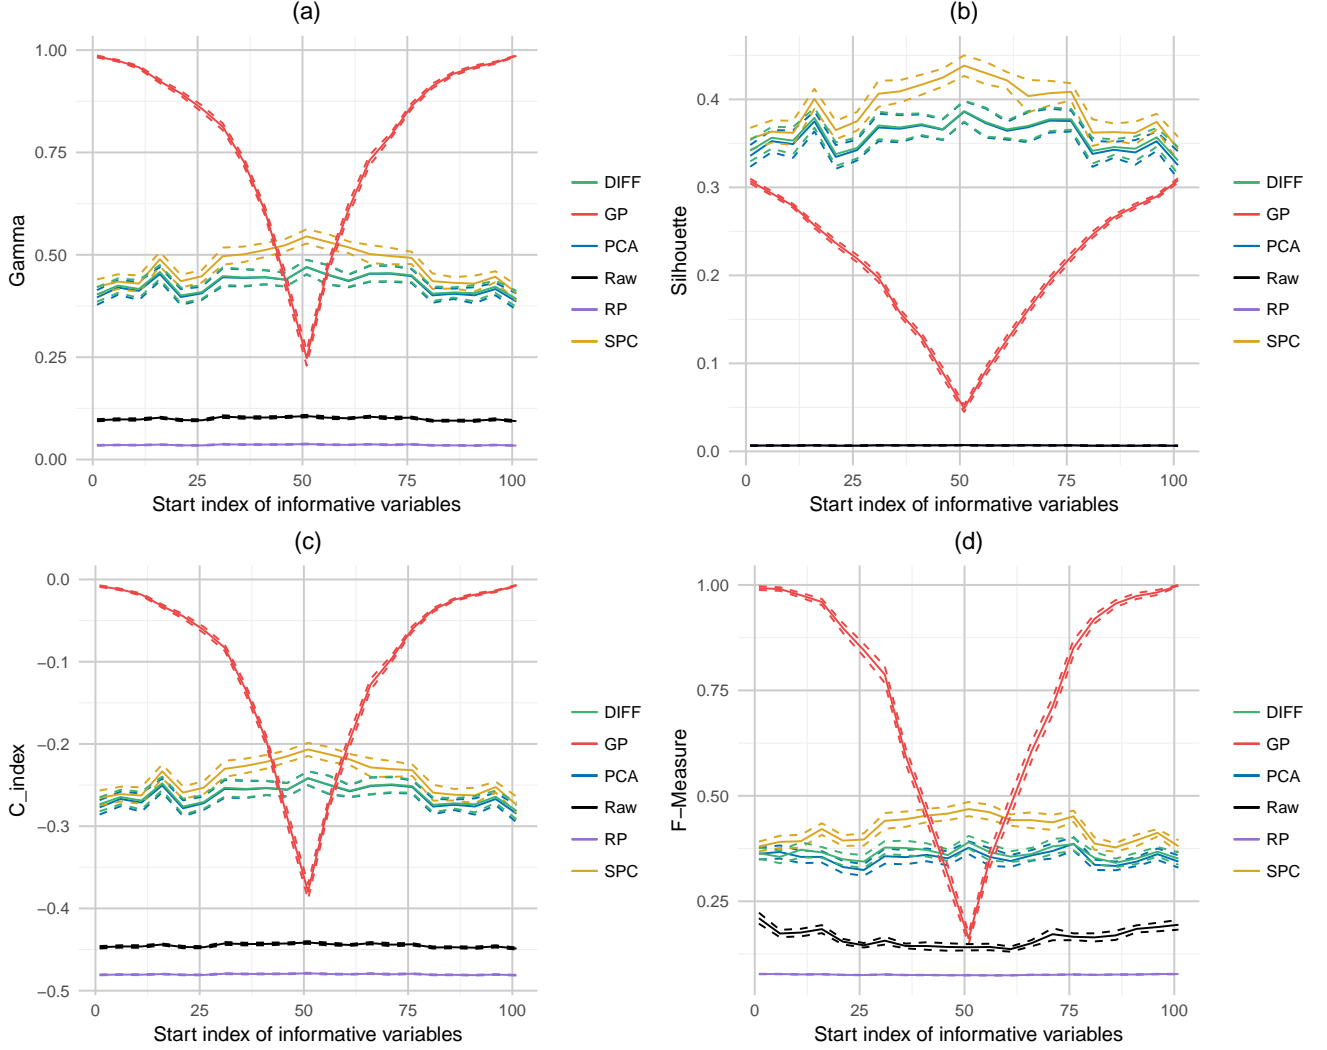 (a)
1.00
0.75
0.50
0.25
0.00
Gamma
0
25
50
75
100
Start index of informative variables
DIFF
GP
PCA
Raw
RP
SPC
(b)
0.4
0.3
0.2
0.1
0.0
Silhouette
0
25
50
75
100
Start index of informative variables
DIFF
GP
PCA
Raw
RP
SPC
(c)
0.0
−0.1
−0.2
−0.3
−0.4
−0.5
C_index
0
25
50
75
100
Start index of informative variables
DIFF
GP
PCA
Raw
RP
SPC
(d)
1.00
0.75
0.50
0.25
F−Measure
0
25
50
75
100
Start index of informative variables
DIFF
GP
PCA
Raw
RP
SPC